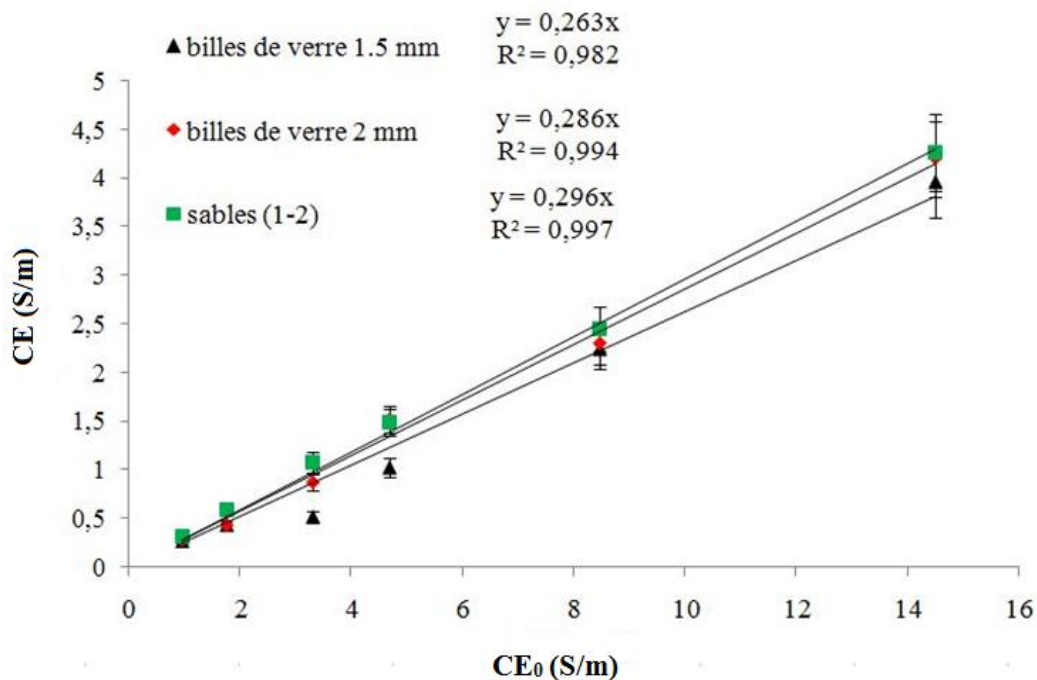 billes de verre 1.5 mm
y = 0,263x
R² = 0,982
billes de verre 2 mm
y = 0,286x
R² = 0,994
sables (1-2)
y = 0,296x
R² = 0,997
CE (S/m)
5
4,5
4
3,5
3
2,5
2
1,5
1
0,5
0
0 2 4 6 8 10 12 14 16
CE₀ (S/m)